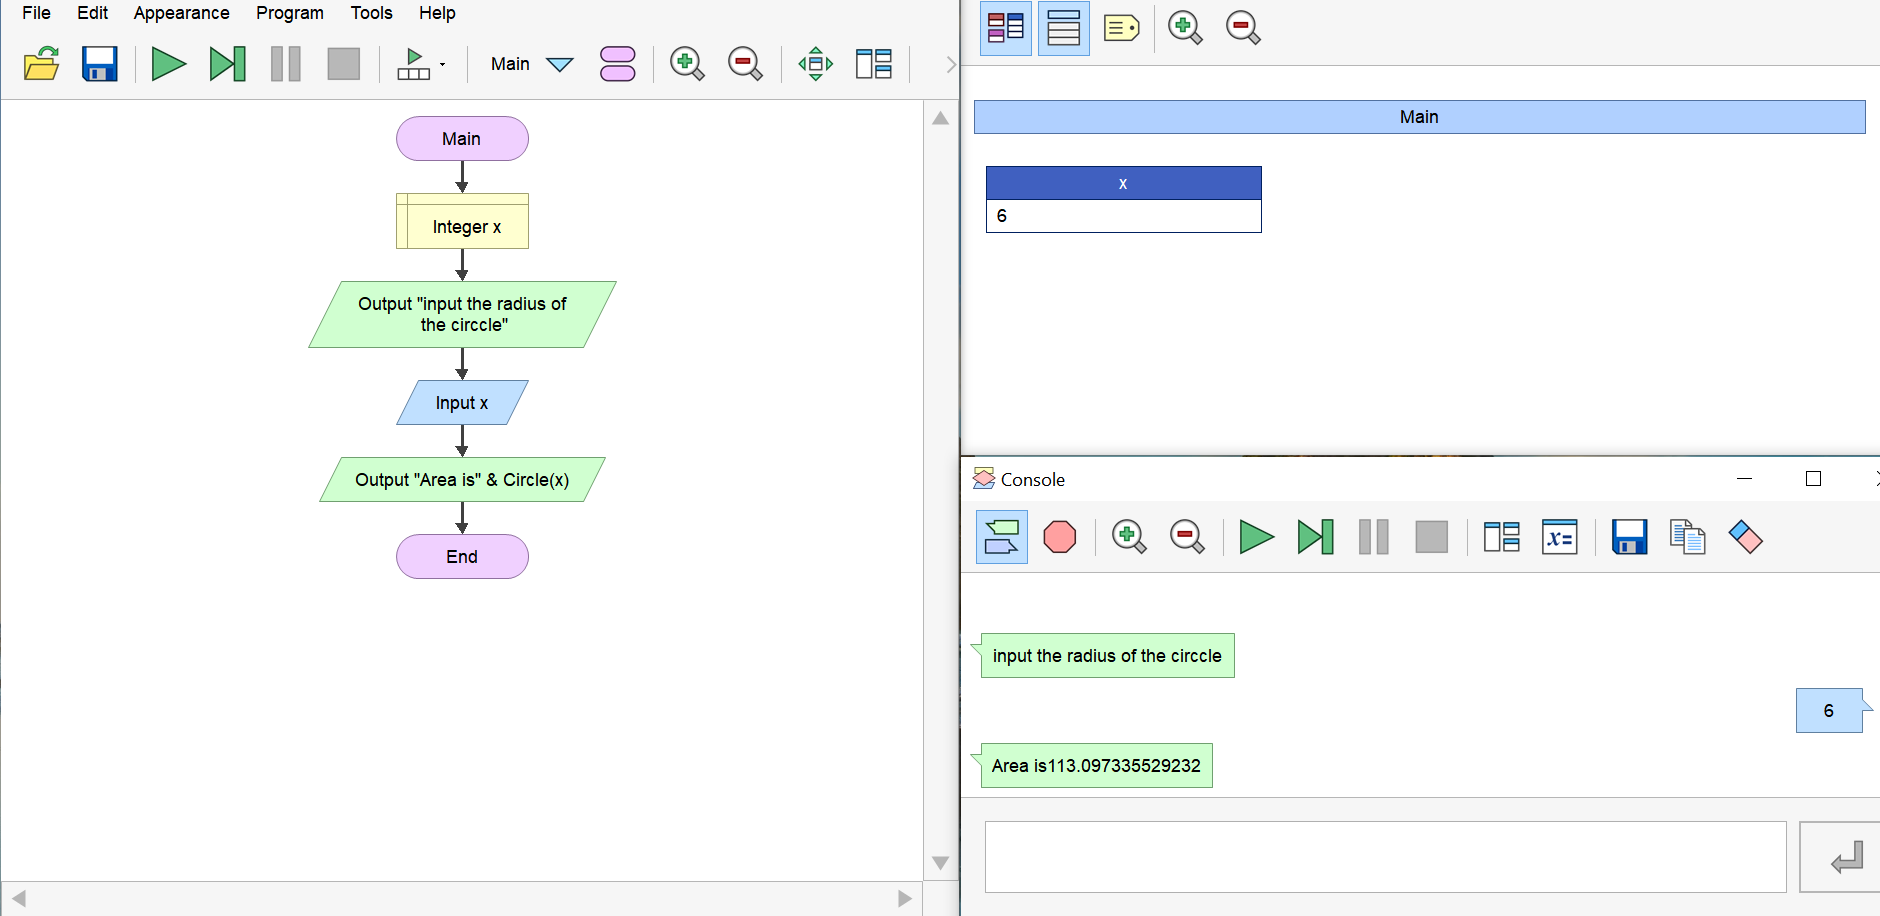 File Edit Appearance Program Tools Help
Main
Main
Integer x
Output "input the radius of
the circcle"
Input x
Output "Area is" & Circle(x)
End
Main
x
6
Console
x=
input the radius of the circcle
6
Area is113.097335529232